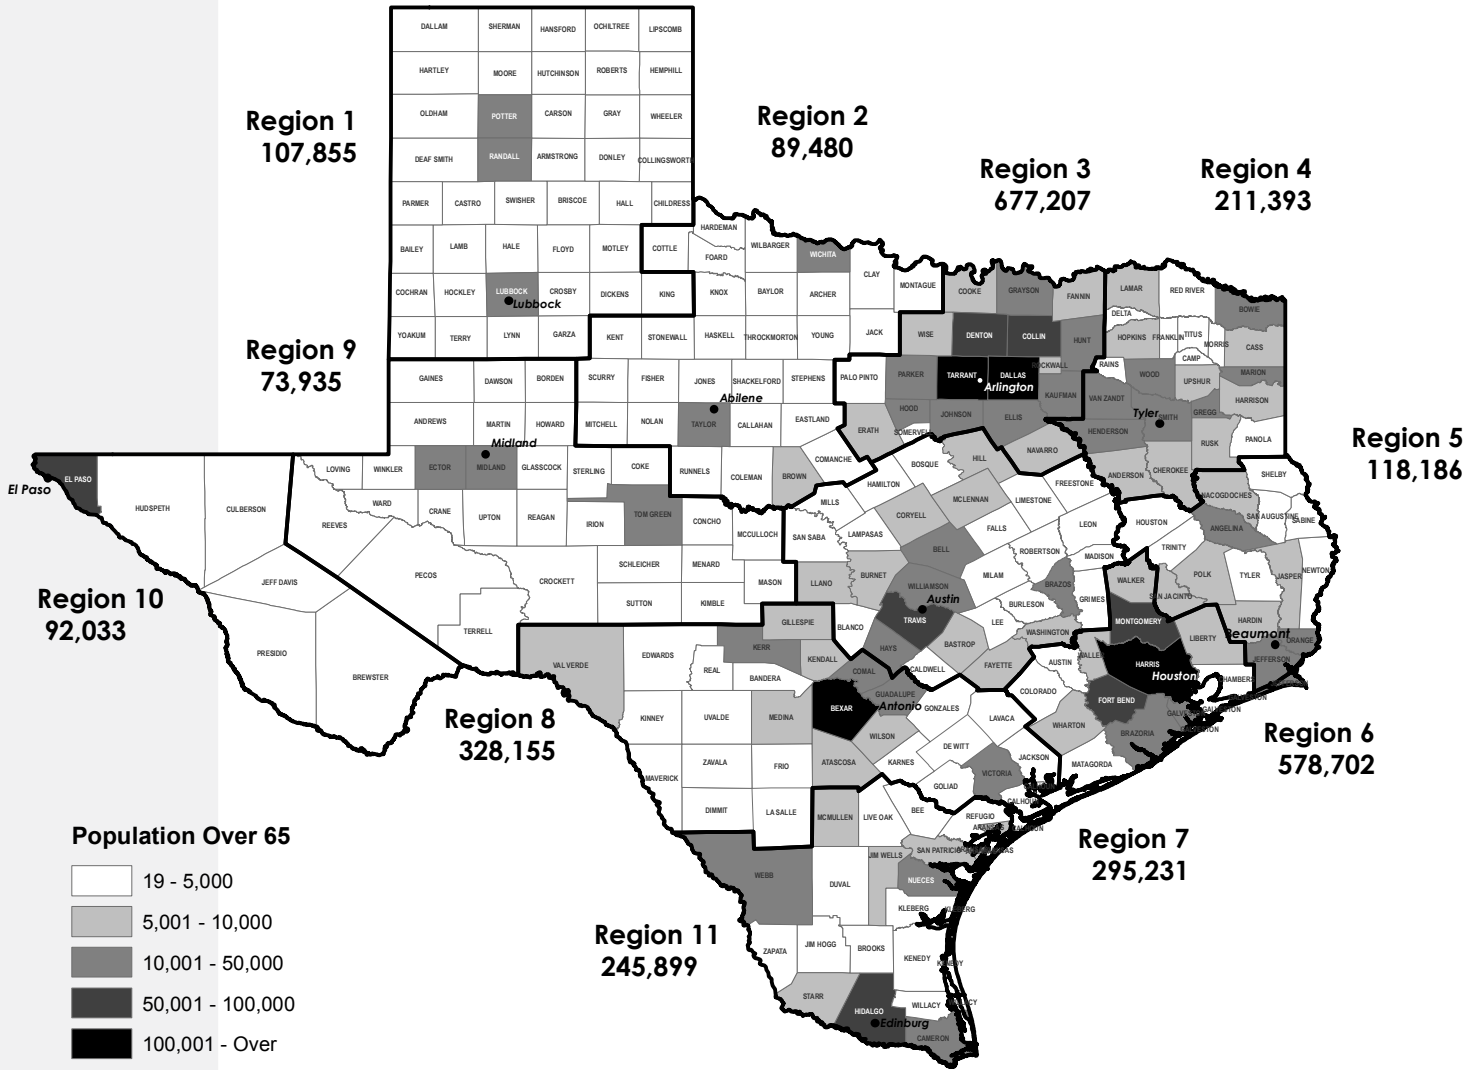 DALLAM SHERMAN HANSFORD OCHILTREE LIPSCOMB
HARTLEY MOORE HUTCHINSON ROBERTS HEMPHILL
Region 1
107,855
OLDHAM POTTER CARSON GRAY WHEELER
DEAF SMITH RANDALL ARMSTRONG DONLEY COLLINGSWORTH
PARMER CASTRO SWISHER BRISCOE HALL CHILDRESS
BAILEY LAMB HALE FLOYD MOTLEY COTTLE
COCHRAN HOCKLEY LUBBOCK CROSBY DICKENS KING
Lubbock
YOAKUM TERRY LYNN GARZA KENT STONEWALL HASKELL THROCKMORTON YOUNG JACK
Region 2
89,480
HARDEMAN
FOARD WILBARGER WICHITA CLAY MONTAGUE
KNOX BAYLOR ARCHER
Region 3
677,207
COOKE GRAYSON FANNIN
WISE DENTON COLLIN HUNT
PALO PINTO PARKER TARRANT DALLAS ROCKWALL
Arlington
KAUFMAN
HOOD JOHNSON ELLIS
ERATH SOMERVELL NAVARRO
Region 4
211,393
LAMAR RED RIVER BOWIE
DELTA
HOPKINS FRANKLIN TITUS MORRIS CASS
CAMP
RAINS WOOD UPSHUR MARION
VAN ZANDT HARRISON
Tyler SMITH GREGG
HENDERSON RUSK PANOLA
ANDERSON CHEROKEE
Region 9
73,935
GAINES DAWSON BORDEN SCURRY FISHER JONES SHACKELFORD STEPHENS
Abilene
ANDREWS MARTIN HOWARD MITCHELL NOLAN TAYLOR CALLAHAN EASTLAND
Midland
LOVING WINKLER ECTOR MIDLAND GLASSCOCK STERLING COKE RUNNELS COLEMAN BROWN COMANCHE
WARD CRANE UPTON REAGAN IRION TOM GREEN CONCHO
REEVES MCCULLOCH
PECOS CROCKETT SCHLEICHER MENARD
SUTTON KIMBLE MASON
TERRELL
Region 5
118,186
SHELBY
NACOGDOCHES
SAN AUGUSTINE SABINE
HOUSTON ANGELINA
TRINITY
POLK TYLER JASPER NEWTON
SAN JACINTO
HARDIN
Beaumont
ORANGE
JEFFERSON
El Paso
EL PASO HUDSPETH CULBERSON
JEFF DAVIS
PRESIDIO BREWSTER
Region 10
92,033
BOSQUE HILL
HAMILTON FREESTONE
MILLS MCLENNAN LIMESTONE
CORYELL
SAN SABA LAMPASAS FALLS LEON
BELL ROBERTSON MADISON
LLANO BURNET WILLIAMSON MILAM BRAZOS
Austin
BURLESON GRIMES
TRAVIS LEE
BLANCO WASHINGTON
HAYS BASTROP
CALDWELL FAYETTE
WALKER
MONTGOMERY
LIBERTY
WALLER HARRIS
Houston
AUSTIN CHAMBERS
COLORADO FORT BEND
GALVESTON
WHARTON BRAZORIA
MATAGORDA
Region 6
578,702
Region 8
328,155
GILLESPIE
VAL VERDE EDWARDS KERR KENDALL
REAL BANDERA COMAL
GUADALUPE
Antonio
KINNEY UVALDE MEDINA BEXAR GONZALES
LAVACA
WILSON
DE WITT
MAVERICK ZAVALA FRIO ATASCOSA KARNES JACKSON
VICTORIA
GOLIAD
DIMMIT LA SALLE CALHOUN
Region 7
295,231
MCMULLEN LIVE OAK BEE REFUGIO
SAN PATRICIO
JIM WELLS
WEBB DUVAL NUECES
KLEBERG
ZAPATA JIM HOGG BROOKS KENEDY
STARR HIDALGO WILLACY
Edinburg
CAMERON
Region 11
245,899
Population Over 65
19 - 5,000
5,001 - 10,000
10,001 - 50,000
50,001 - 100,000
100,001 - Over